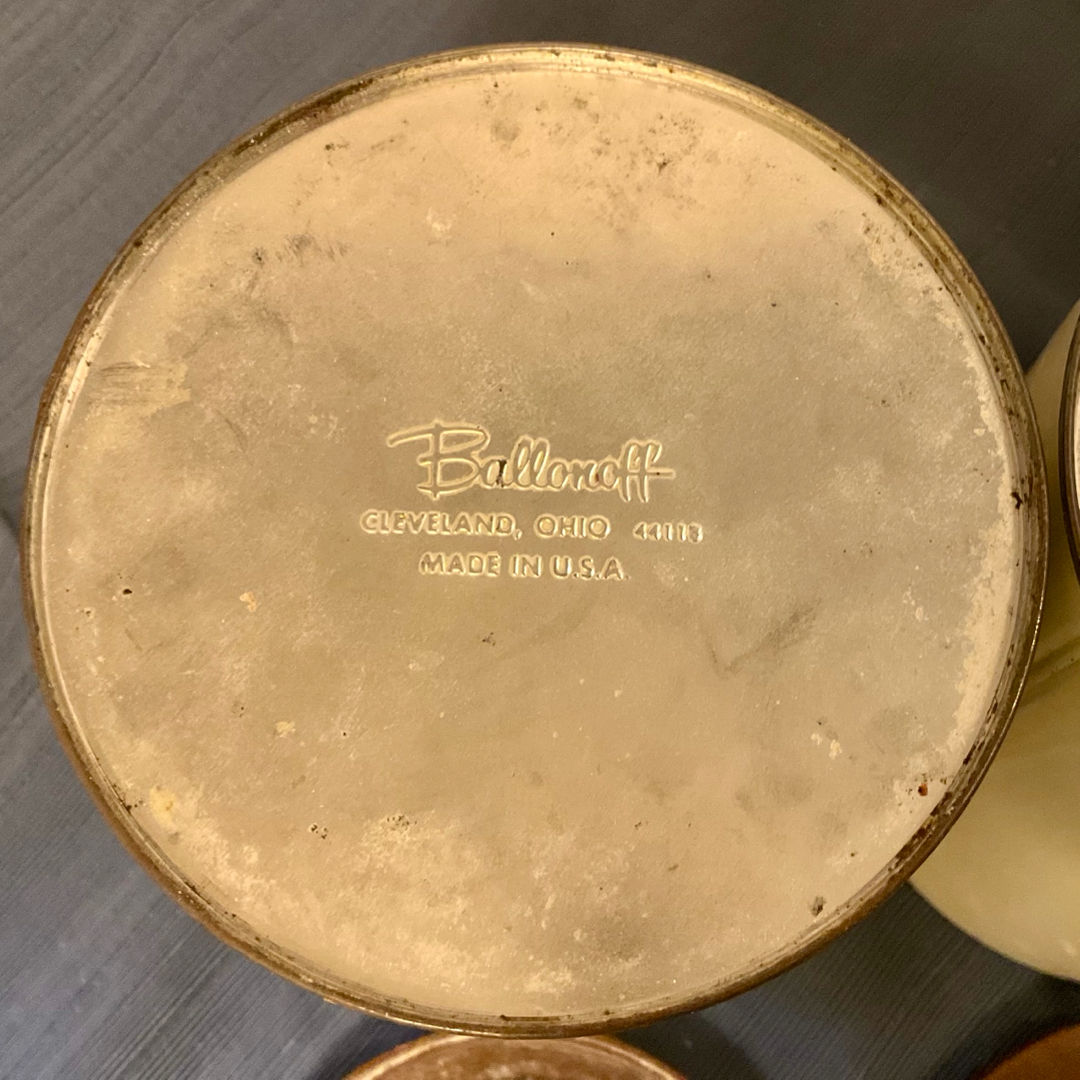 Ballonoff
CLEVELAND, OHIO 44113
MADE IN U.S.A.